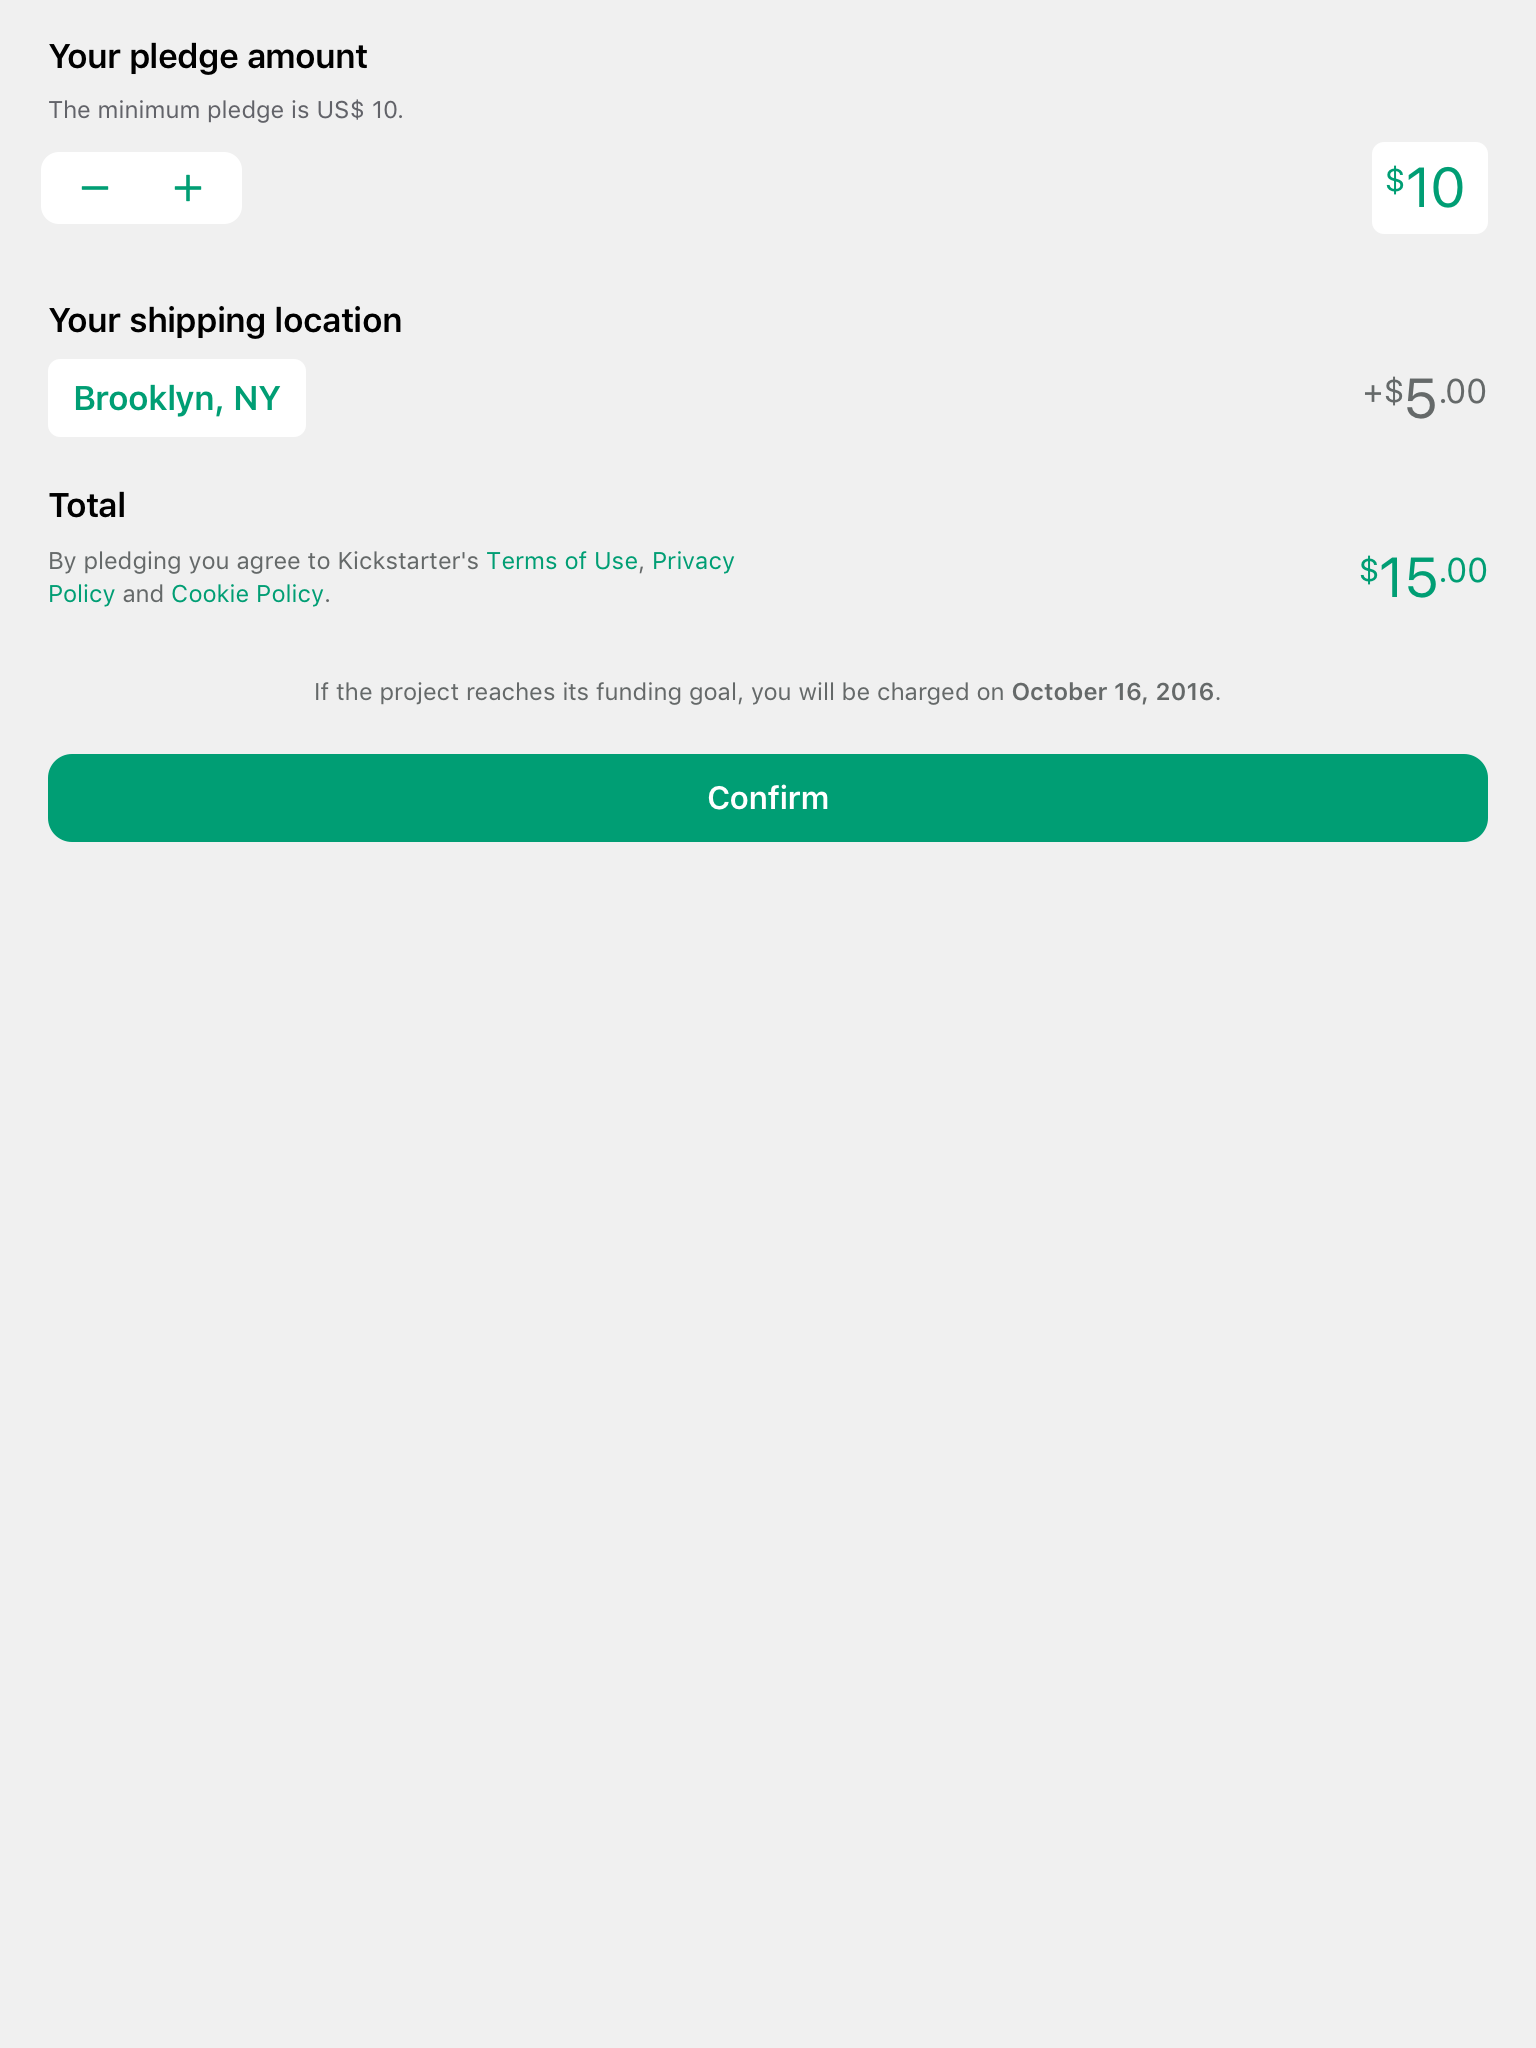 Your pledge amount
The minimum pledge is US$ 10.
− +
$10
Your shipping location
Brooklyn, NY
+$5.00
Total
By pledging you agree to Kickstarter's Terms of Use, Privacy
Policy and Cookie Policy.
$15.00
If the project reaches its funding goal, you will be charged on October 16, 2016.
Confirm